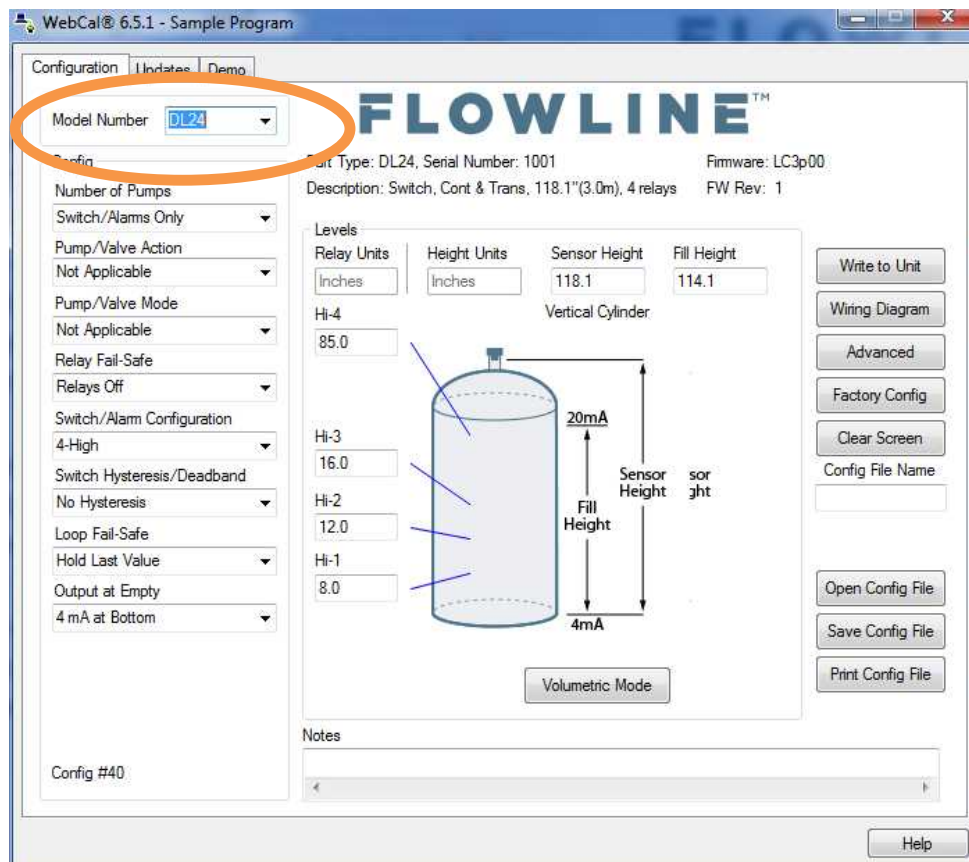 WebCal® 6.5.1 - Sample Program
Configuration Updates Demo
Model Number DL24
FLOWLINE™
Config
Part Type: DL24, Serial Number: 1001 Firmware: LC3p00
Description: Switch, Cont & Trans, 118.1"(3.0m), 4 relays FW Rev: 1
Number of Pumps
Switch/Alarms Only
Pump/Valve Action
Not Applicable
Pump/Valve Mode
Not Applicable
Relay Fail-Safe
Relays Off
Switch/Alarm Configuration
4-High
Switch Hysteresis/Deadband
No Hysteresis
Loop Fail-Safe
Hold Last Value
Output at Empty
4 mA at Bottom
Config #40
Levels
Relay Units Height Units Sensor Height Fill Height
Inches Inches 118.1 114.1
Hi-4 Vertical Cylinder
85.0
20mA
Hi-3
16.0
Sensor sor
Height ght
Hi-2
Fill
12.0
Height
Hi-1
8.0
4mA
Volumetric Mode
Write to Unit
Wiring Diagram
Advanced
Factory Config
Clear Screen
Config File Name
Open Config File
Save Config File
Print Config File
Notes
Help